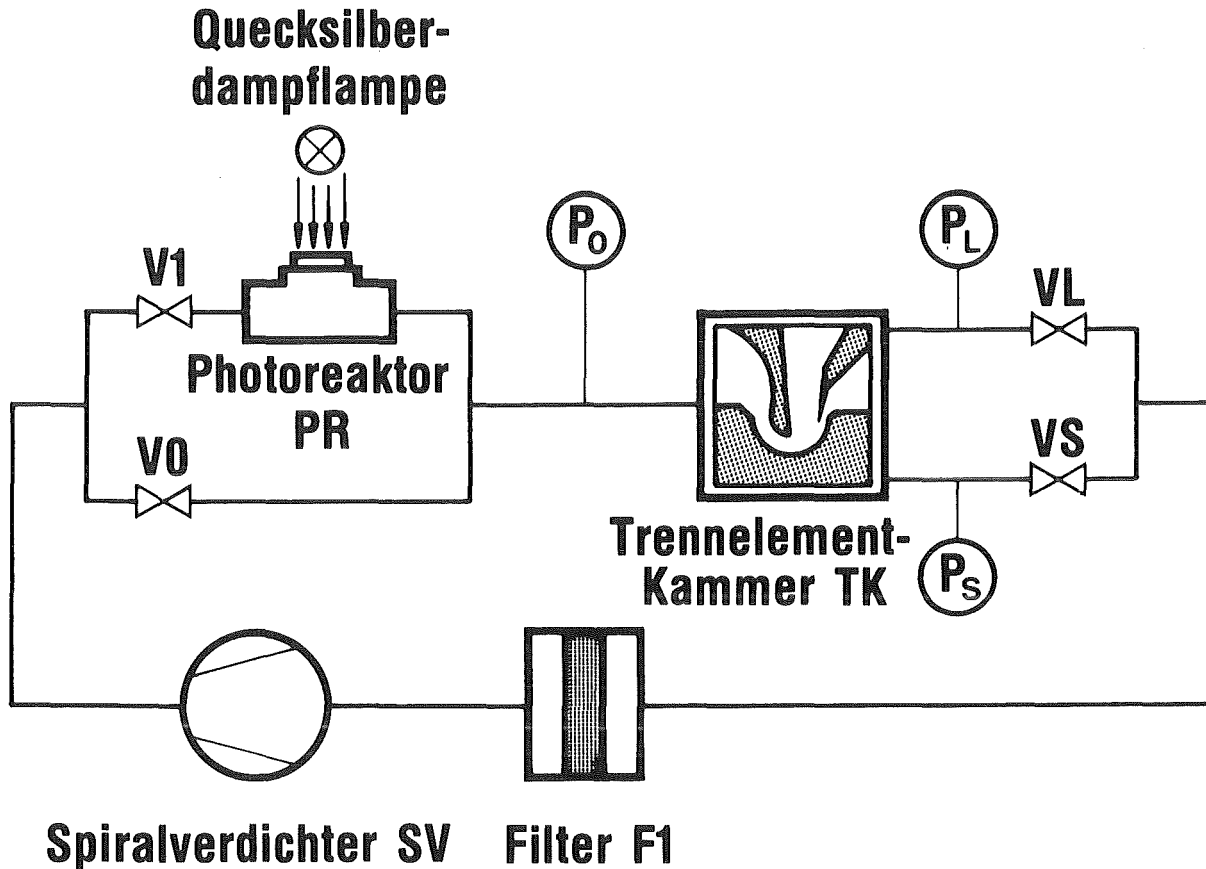 Quecksilber-
dampflampe
V1
Photoreaktor
PR
V0
P0
PL
VL
VS
PS
Trennelement-
Kammer TK
Spiralverdichter SV
Filter F1